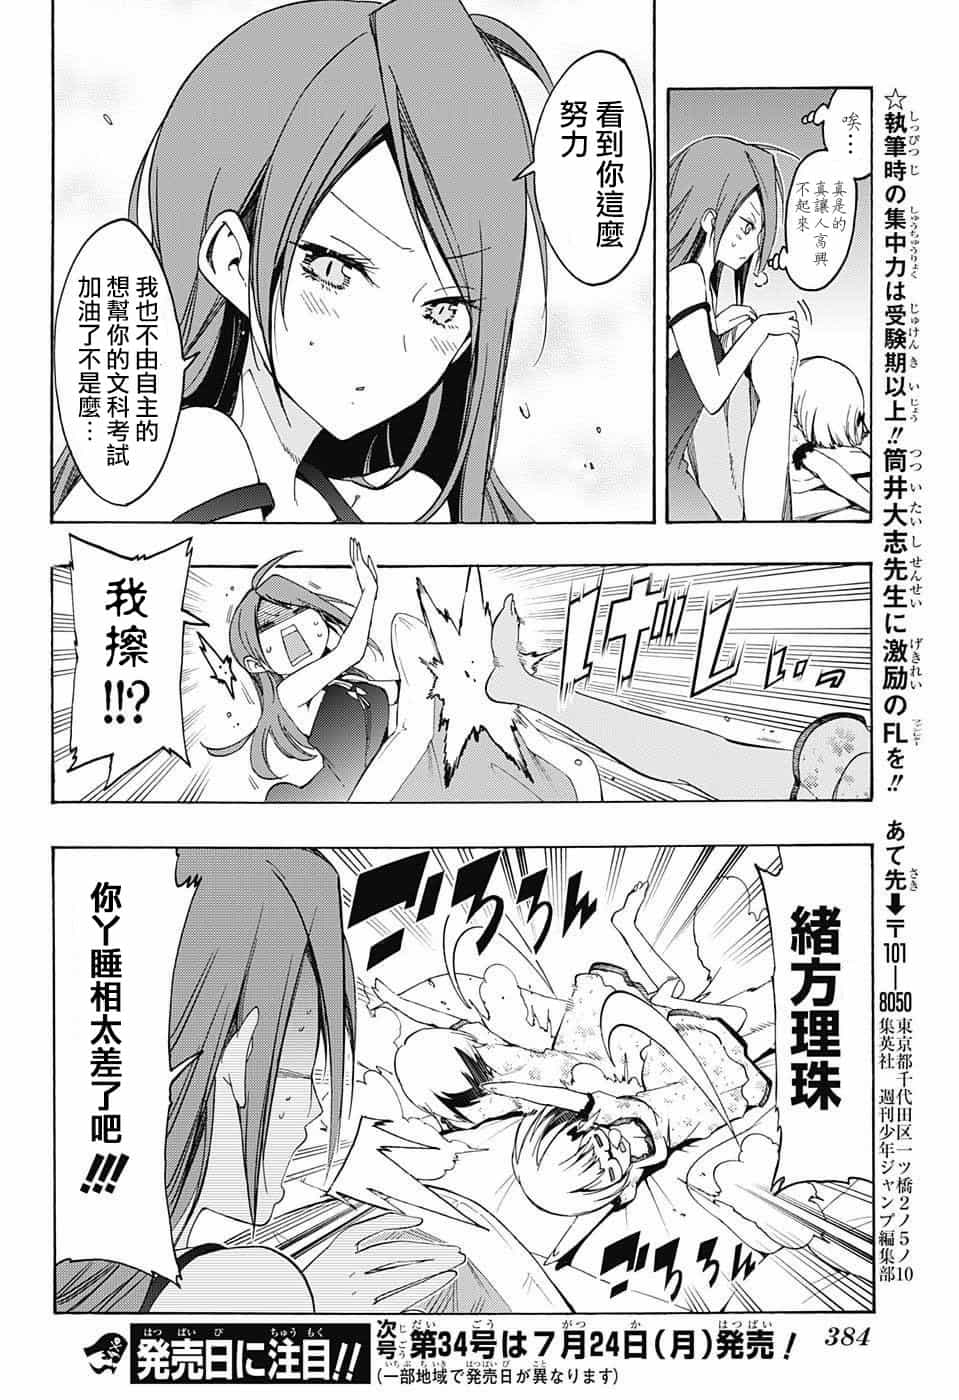 ☆執筆時の集中力は受験期以上!!筒井大志先生に激励のFLを!!
あて先➡〒101—8050
東京都千代田区一ツ橋2ノ5ノ10
集英社 週刊少年ジャンプ編集部
唉…
真是的
真讓人高興
不起來
看到你這麼
努力
我也不由自主的
想幫你的文科考試
加油了不是麼…
げげしぃっ
我擦!!?
緒方理珠
ごろろん
ごろろん
你丫睡相太差了吧!!!
384
発売日に注目!!
次号第34号は7月24日(月)発売!
(一部地域で発売日が異なります)